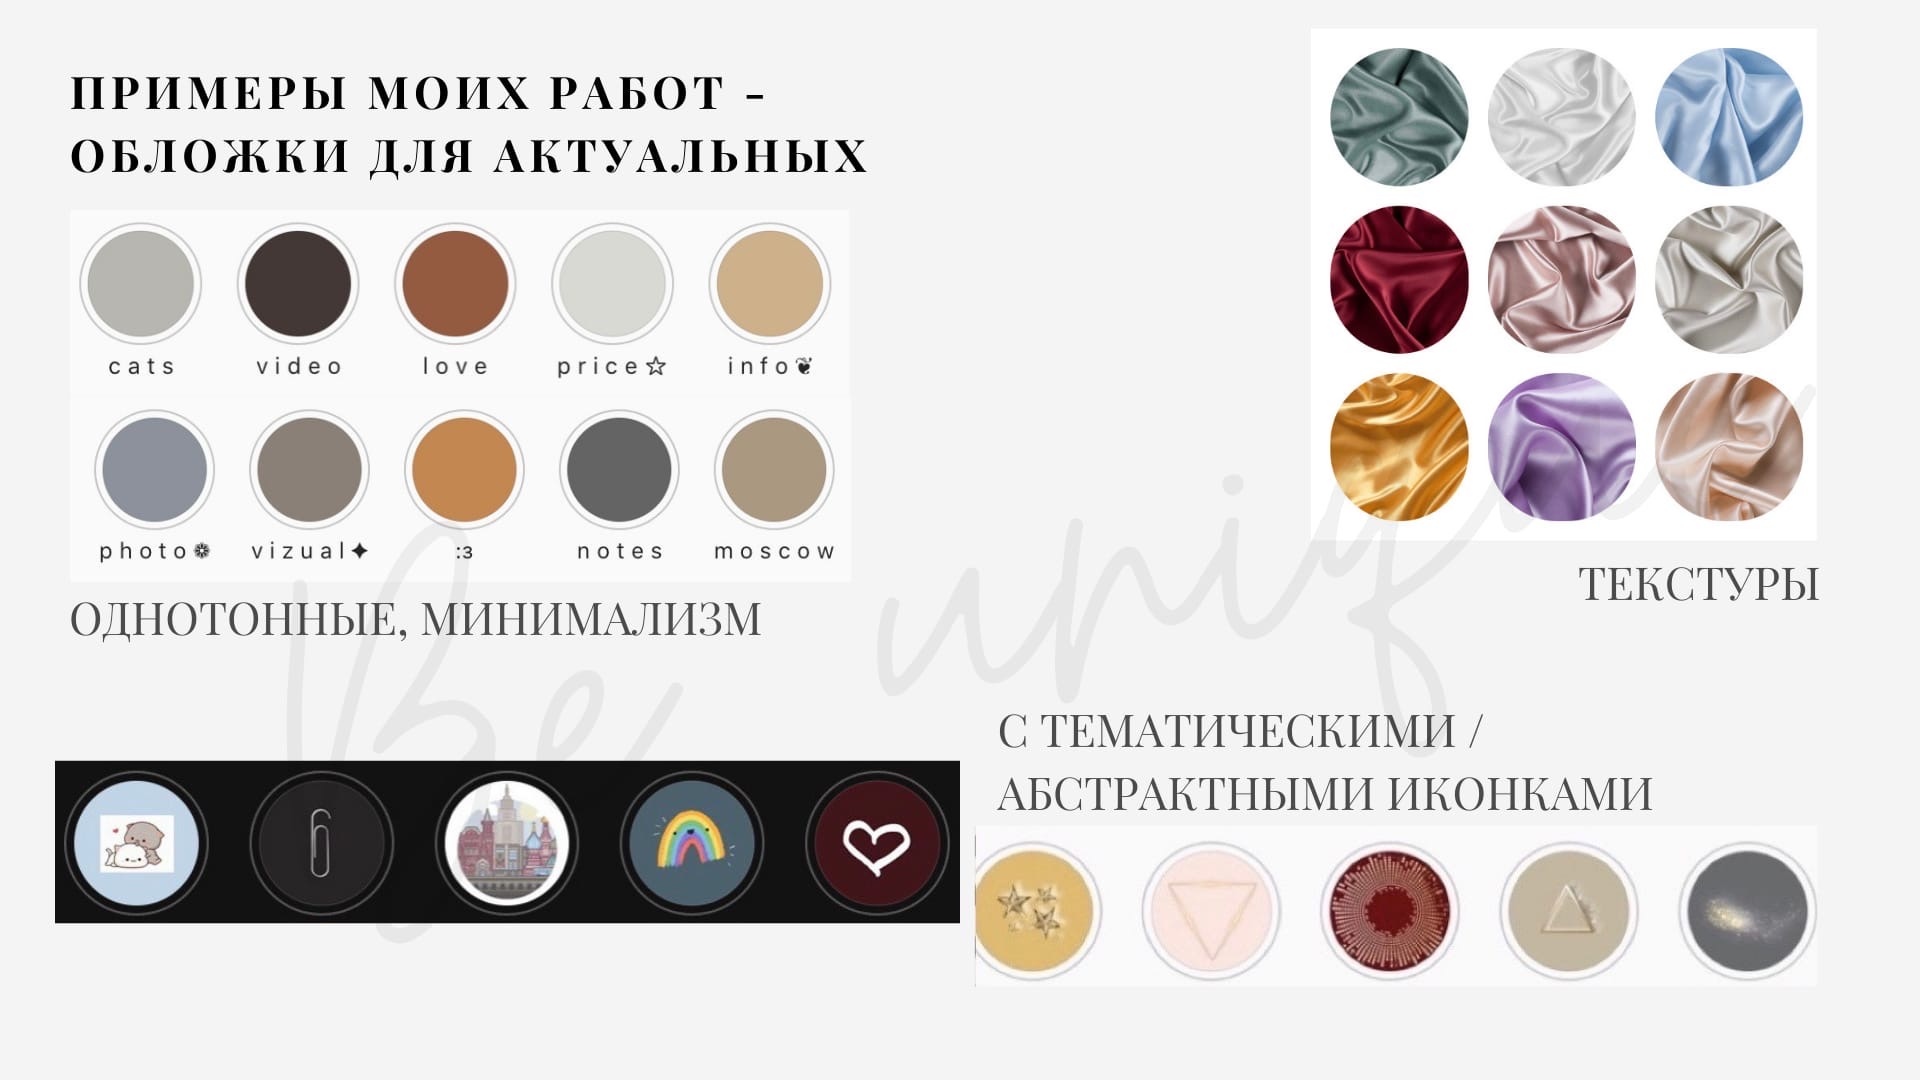 ПРИМЕРЫ МОИХ РАБОТ -
ОБЛОЖКИ ДЛЯ АКТУАЛЬНЫХ
cats video love price☆ info❦
photo❁ vizual✦ :з notes moscow
ОДНОТОННЫЕ, МИНИМАЛИЗМ
ТЕКСТУРЫ
Be unique
С ТЕМАТИЧЕСКИМИ /
АБСТРАКТНЫМИ ИКОНКАМИ